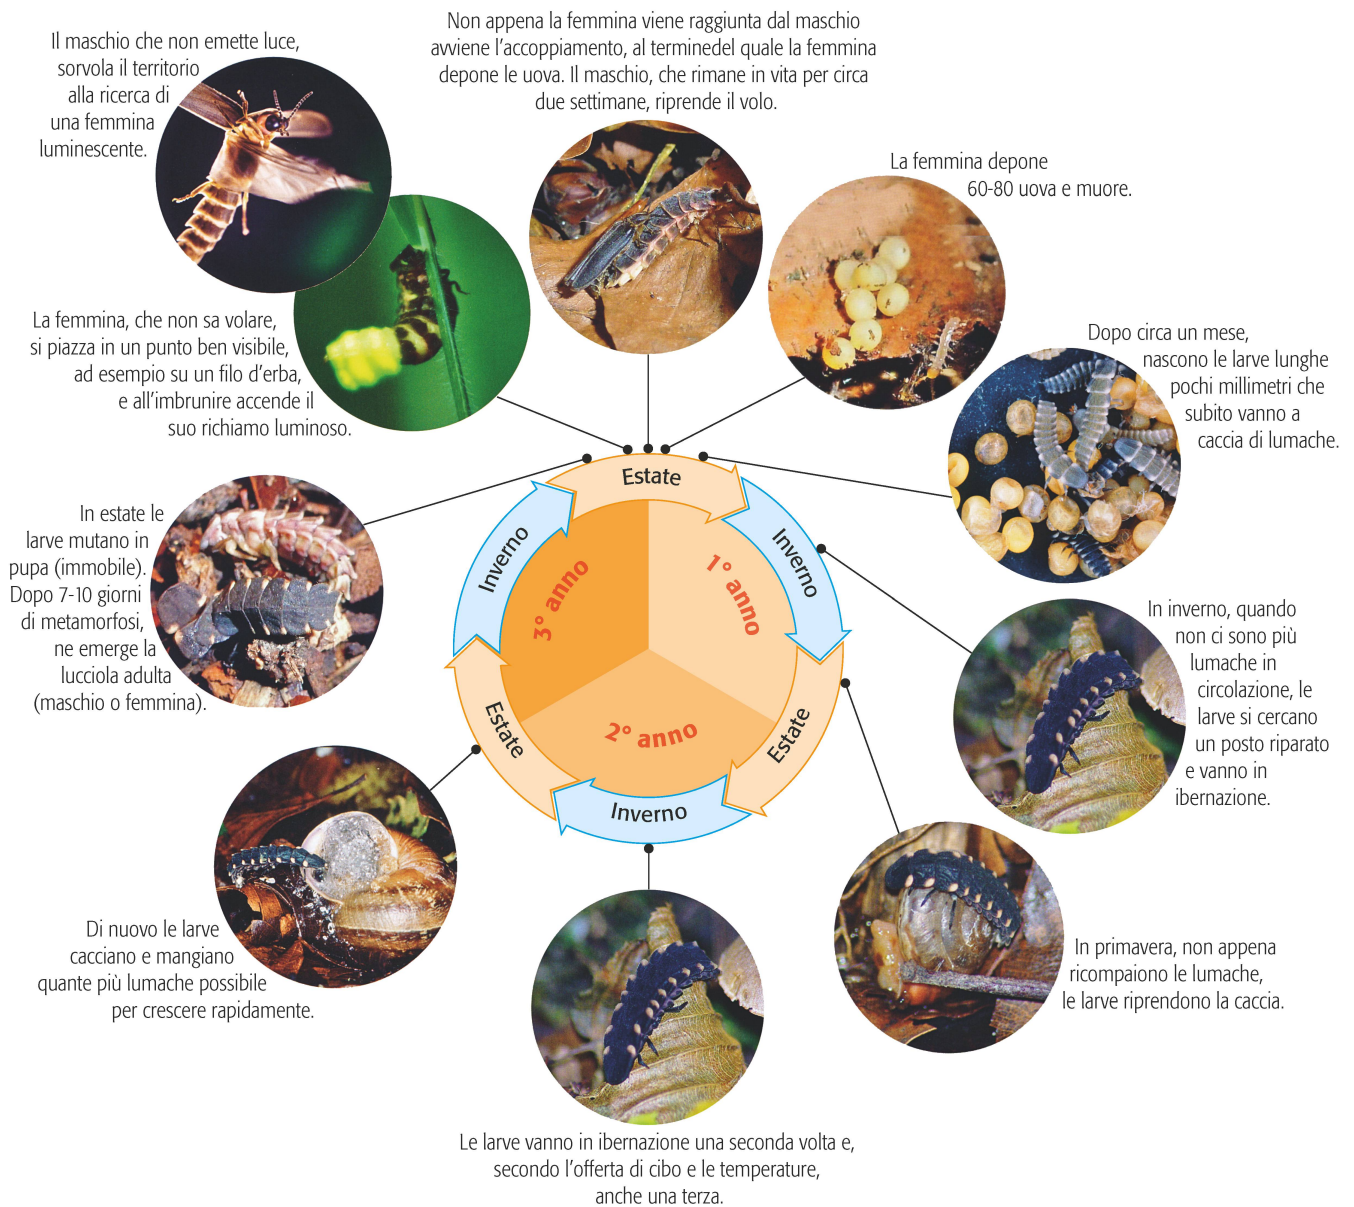 Il maschio che non emette luce,
sorvola il territorio
alla ricerca di
una femmina
luminescente.
Non appena la femmina viene raggiunta dal maschio
avviene l'accoppiamento, al terminedel quale la femmina
depone le uova. Il maschio, che rimane in vita per circa
due settimane, riprende il volo.
La femmina depone
60-80 uova e muore.
La femmina, che non sa volare,
si piazza in un punto ben visibile,
ad esempio su un filo d'erba,
e all'imbrunire accende il
suo richiamo luminoso.
Dopo circa un mese,
nascono le larve lunghe
pochi millimetri che
subito vanno a
caccia di lumache.
In estate le
larve mutano in
pupa (immobile).
Dopo 7-10 giorni
di metamorfosi,
ne emerge la
lucciola adulta
(maschio o femmina).
Estate
Inverno
Estate
Inverno
Estate
Inverno
1° anno
2° anno
3° anno
In inverno, quando
non ci sono più
lumache in
circolazione, le
larve si cercano
un posto riparato
e vanno in
ibernazione.
Di nuovo le larve
cacciano e mangiano
quante più lumache possibile
per crescere rapidamente.
In primavera, non appena
ricompaiono le lumache,
le larve riprendono la caccia.
Le larve vanno in ibernazione una seconda volta e,
secondo l'offerta di cibo e le temperature,
anche una terza.